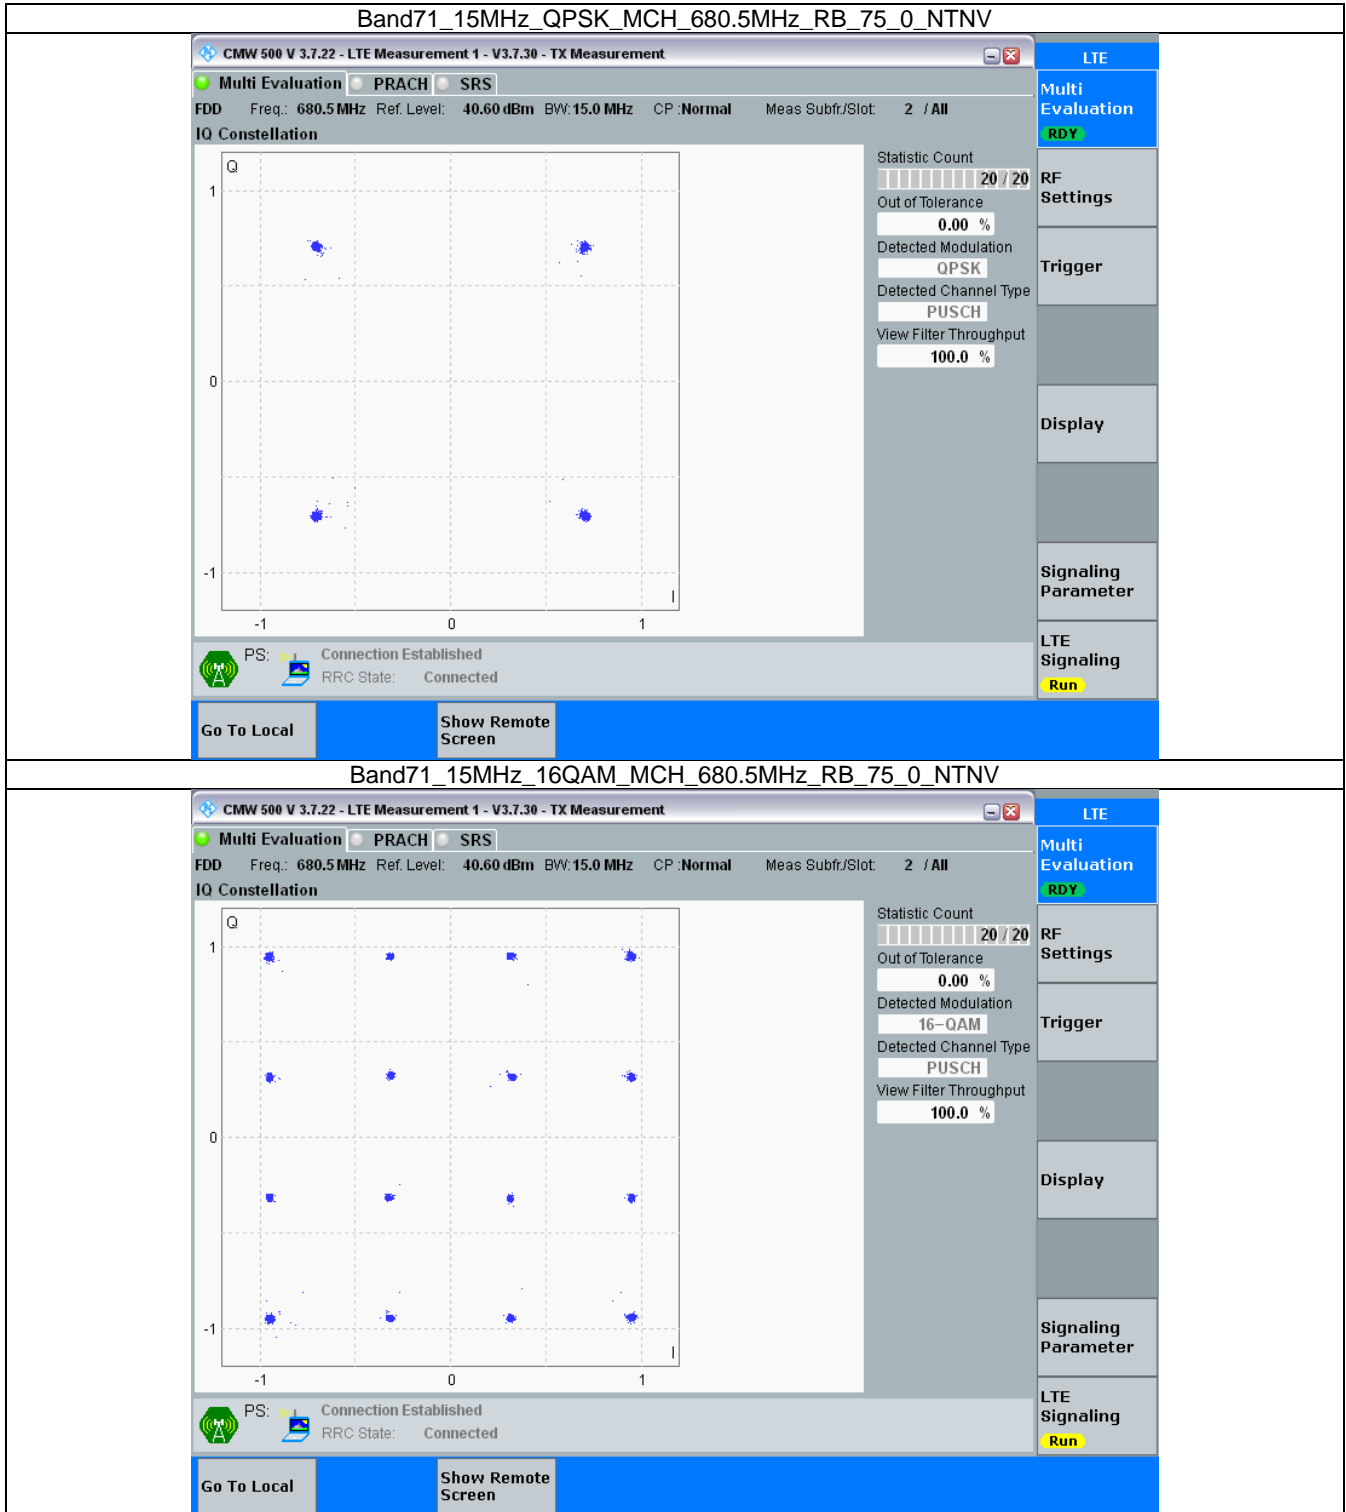 Band71_15MHz_QPSK_MCH_680.5MHz_RB_75_0_NTNV
CMW 500 V 3.7.22 - LTE Measurement 1 - V3.7.30 - TX Measurement
LTE
Multi Evaluation PRACH SRS
Multi
Evaluation
RDY
FDD Freq.: 680.5 MHz Ref. Level: 40.60 dBm BW: 15.0 MHz CP :Normal Meas Subfr./Slot: 2 / All
IQ Constellation
Q
1
0
-1
I
-1 0 1
Statistic Count
20 / 20
Out of Tolerance
0.00 %
Detected Modulation
QPSK
Detected Channel Type
PUSCH
View Filter Throughput
100.0 %
RF
Settings
Trigger
Display
Signaling
Parameter
LTE
Signaling
Run
PS: Connection Established
RRC State: Connected
Go To Local
Show Remote
Screen
Band71_15MHz_16QAM_MCH_680.5MHz_RB_75_0_NTNV
CMW 500 V 3.7.22 - LTE Measurement 1 - V3.7.30 - TX Measurement
LTE
Multi Evaluation PRACH SRS
Multi
Evaluation
RDY
FDD Freq.: 680.5 MHz Ref. Level: 40.60 dBm BW: 15.0 MHz CP :Normal Meas Subfr./Slot: 2 / All
IQ Constellation
Q
1
0
-1
I
-1 0 1
Statistic Count
20 / 20
Out of Tolerance
0.00 %
Detected Modulation
16-QAM
Detected Channel Type
PUSCH
View Filter Throughput
100.0 %
RF
Settings
Trigger
Display
Signaling
Parameter
LTE
Signaling
Run
PS: Connection Established
RRC State: Connected
Go To Local
Show Remote
Screen